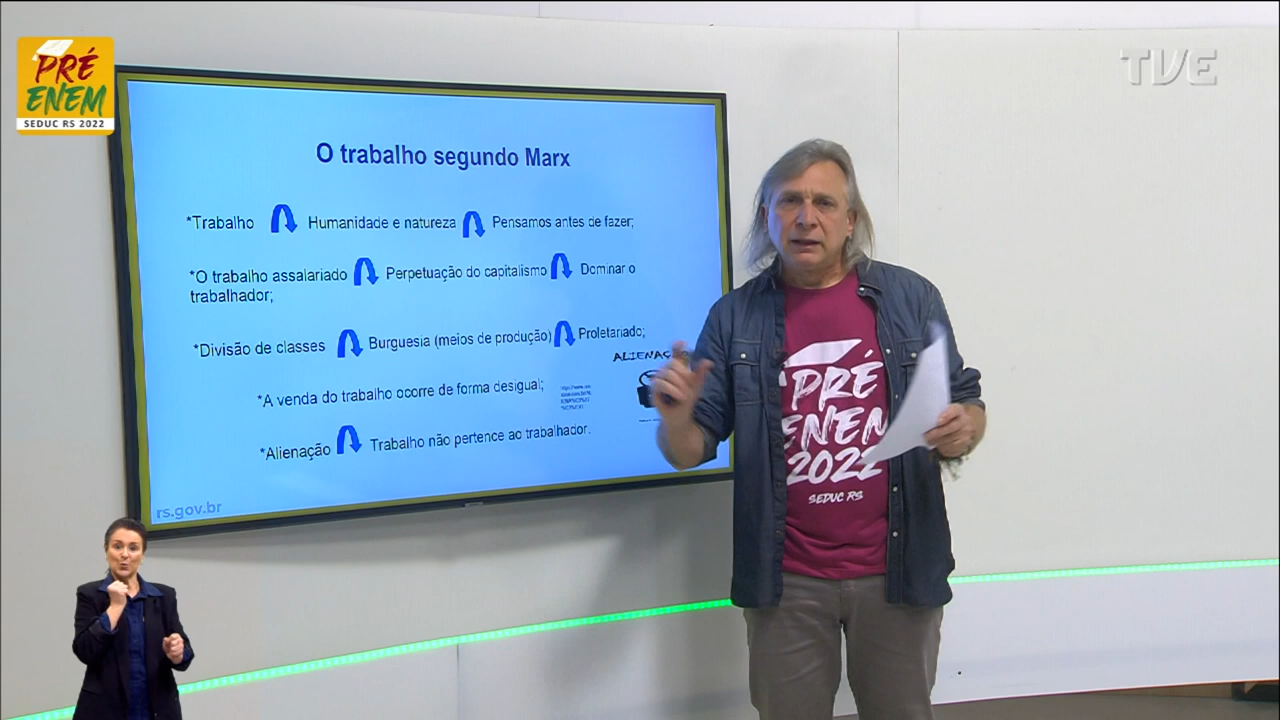 PRÉ
ENEM
SEDUC RS 2022
TVE
O trabalho segundo Marx
*Trabalho Humanidade e natureza Pensamos antes de fazer;
*O trabalho assalariado Perpetuação do capitalismo Dominar o
trabalhador;
*Divisão de classes Burguesia (meios de produção) Proletariado;
*A venda do trabalho ocorre de forma desigual;
*Alienação Trabalho não pertence ao trabalhador.
rs.gov.br
PRÉ
ENEM
2022
SEDUC RS